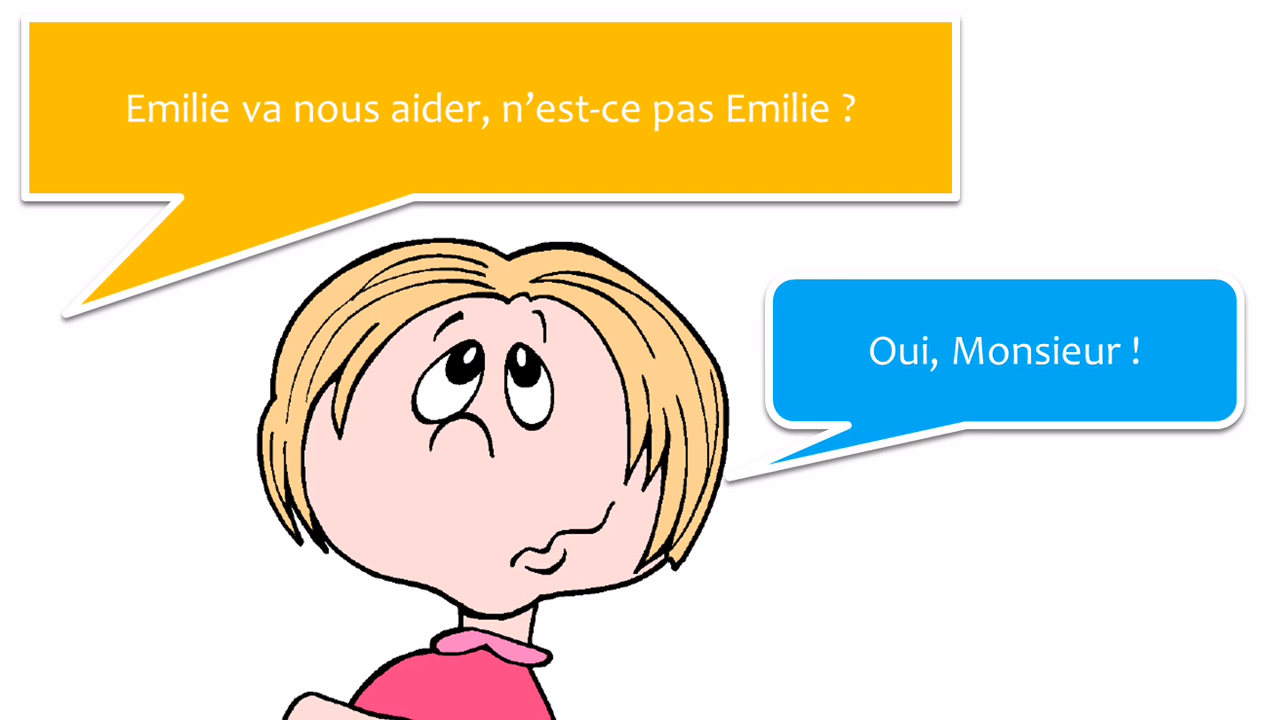 Emilie va nous aider, n’est-ce pas Emilie ?
Oui, Monsieur !